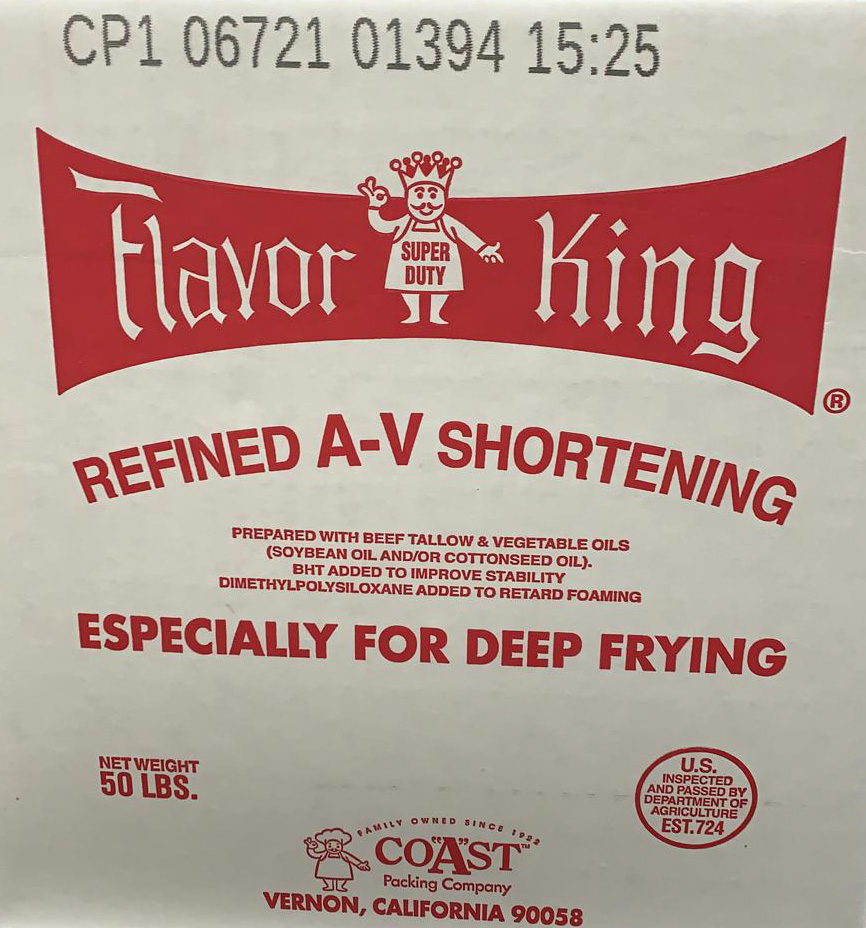 CP1 06721 01394 15:25
Flavor King
SUPER
DUTY
®
REFINED A-V SHORTENING
PREPARED WITH BEEF TALLOW & VEGETABLE OILS
(SOYBEAN OIL AND/OR COTTONSEED OIL).
BHT ADDED TO IMPROVE STABILITY
DIMETHYLPOLYSILOXANE ADDED TO RETARD FOAMING
ESPECIALLY FOR DEEP FRYING
NET WEIGHT
50 LBS.
U.S.
INSPECTED
AND PASSED BY
DEPARTMENT OF
AGRICULTURE
EST.724
FAMILY OWNED SINCE 1922
CO"A"ST™
Packing Company
VERNON, CALIFORNIA 90058